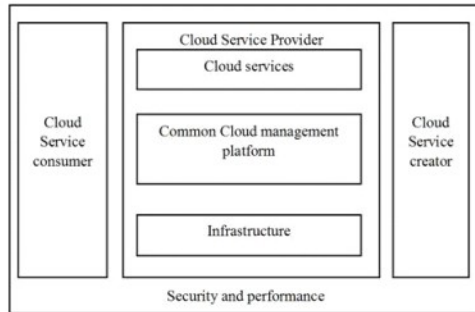 Cloud Service Provider
Cloud services
Cloud
Service
consumer
Common Cloud management
platform
Cloud
Service
creator
Infrastructure
Security and performance